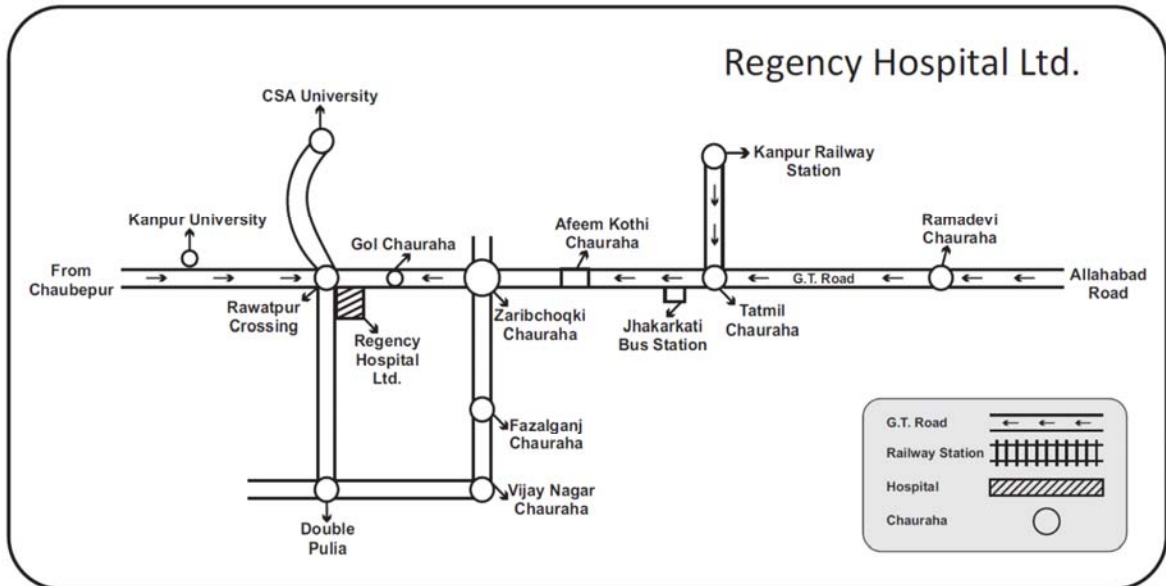 Regency Hospital Ltd.
CSA University
Kanpur Railway
Station
Kanpur University
Gol Chauraha
Afeem Kothi
Chauraha
Ramadevi
Chauraha
From
Chaubepur
G.T. Road
Allahabad
Road
Rawatpur
Crossing
Regency
Hospital
Ltd.
Zaribchoqki
Chauraha
Jhakarkati
Bus Station
Tatmil
Chauraha
Fazalganj
Chauraha
Vijay Nagar
Chauraha
Double
Pulia
G.T. Road
Railway Station
Hospital
Chauraha